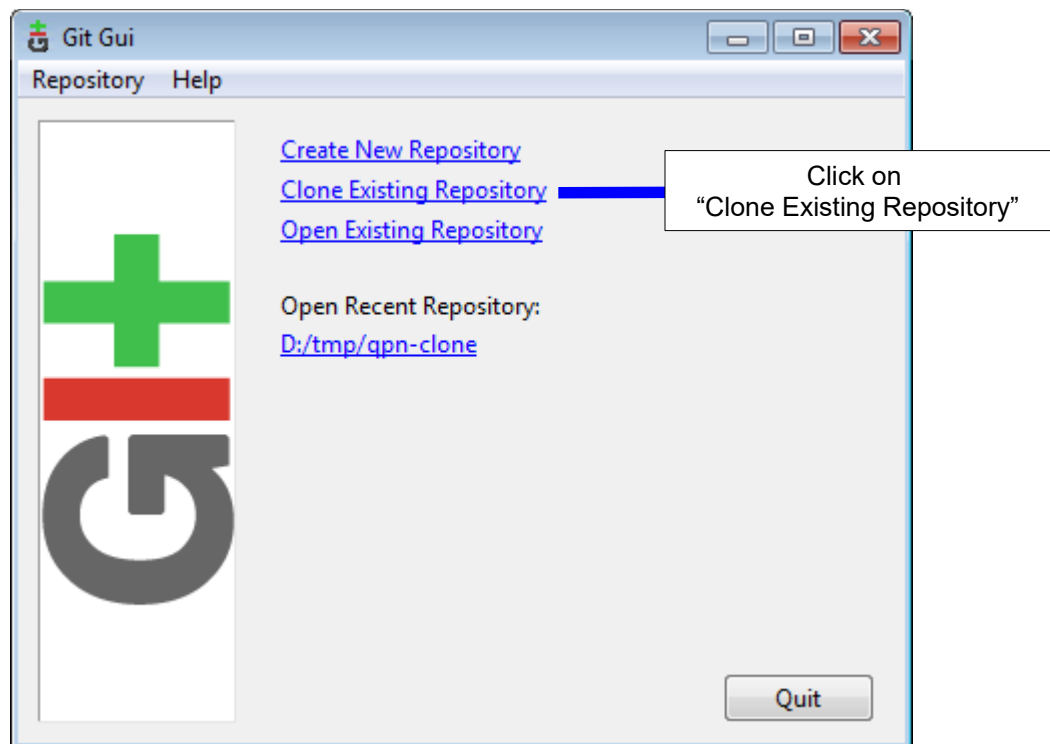 Git Gui
Repository Help
Create New Repository
Clone Existing Repository
Open Existing Repository
Click on
“Clone Existing Repository”
Open Recent Repository:
D:/tmp/qpn-clone
GIt
Quit